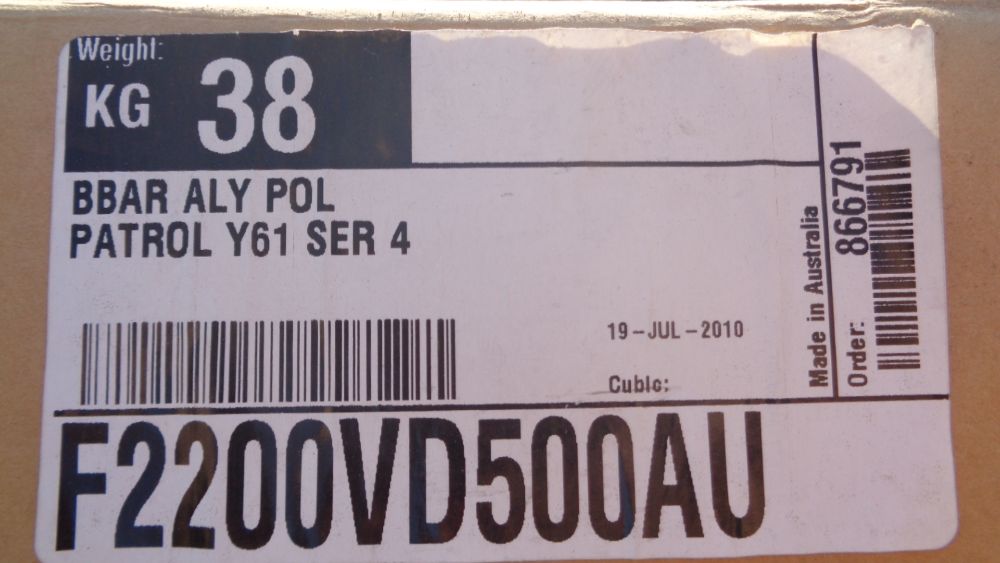 Weight:
KG 38
BBAR ALY POL
PATROL Y61 SER 4
19-JUL-2010
Cubic:
Made in Australia
Order: 866791
F2200VD500AU